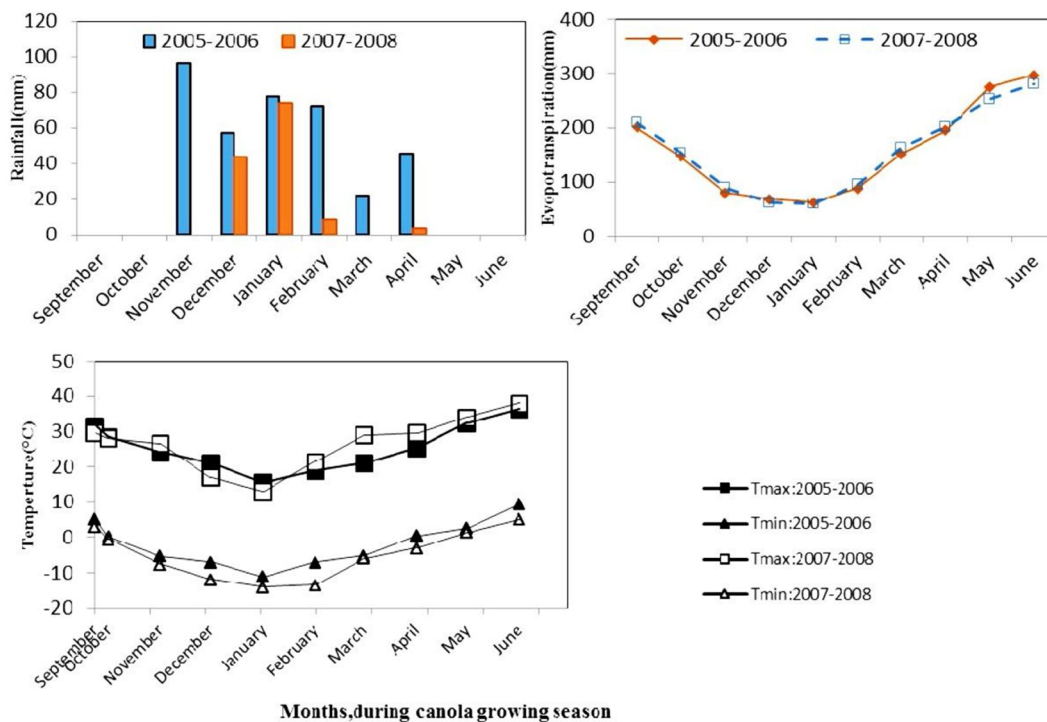 120
100
80
60
40
20
0
Rainfall(mm)
2005-2006 2007-2008
September October November December January February March April May June
400
300
200
100
0
Evopotranspiration(mm)
2005-2006 2007-2008
September October November December January February March April May June
50
40
30
20
10
0
-10
-20
Temperture(°C)
September October November December January February March April May June
Tmax:2005-2006
Tmin:2005-2006
Tmax:2007-2008
Tmin:2007-2008
Months,during canola growing season